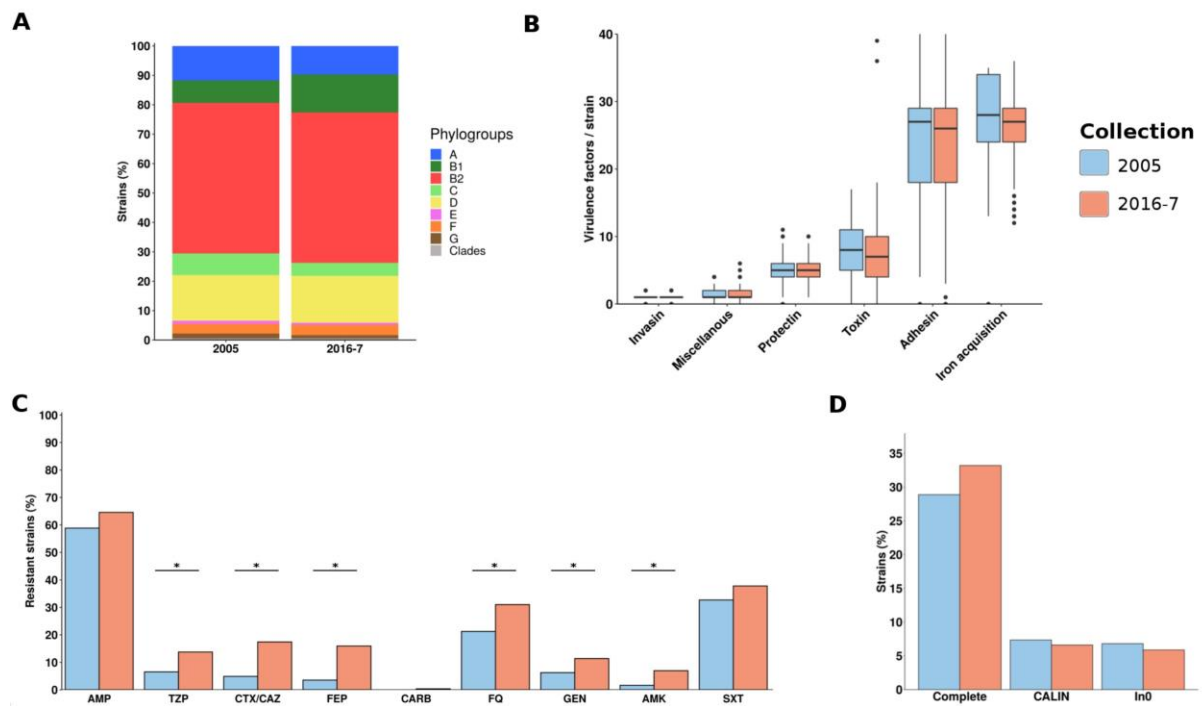 A
100
90
80
70
60
50
40
30
20
10
0
Strains (%)
2005
2016-7
Phylogroups
A
B1
B2
C
D
E
F
G
Clades
B
40
30
20
10
0
Virulence factors / strain
Invasin
Miscellanous
Protectin
Toxin
Adhesin
Iron acquisition
Collection
2005
2016-7
C
100
90
80
70
60
50
40
30
20
10
0
Resistant strains (%)
* * * * * *
AMP TZP CTX/CAZ FEP CARB FQ GEN AMK SXT
D
35
30
25
20
15
10
5
0
Strains (%)
Complete CALIN In0